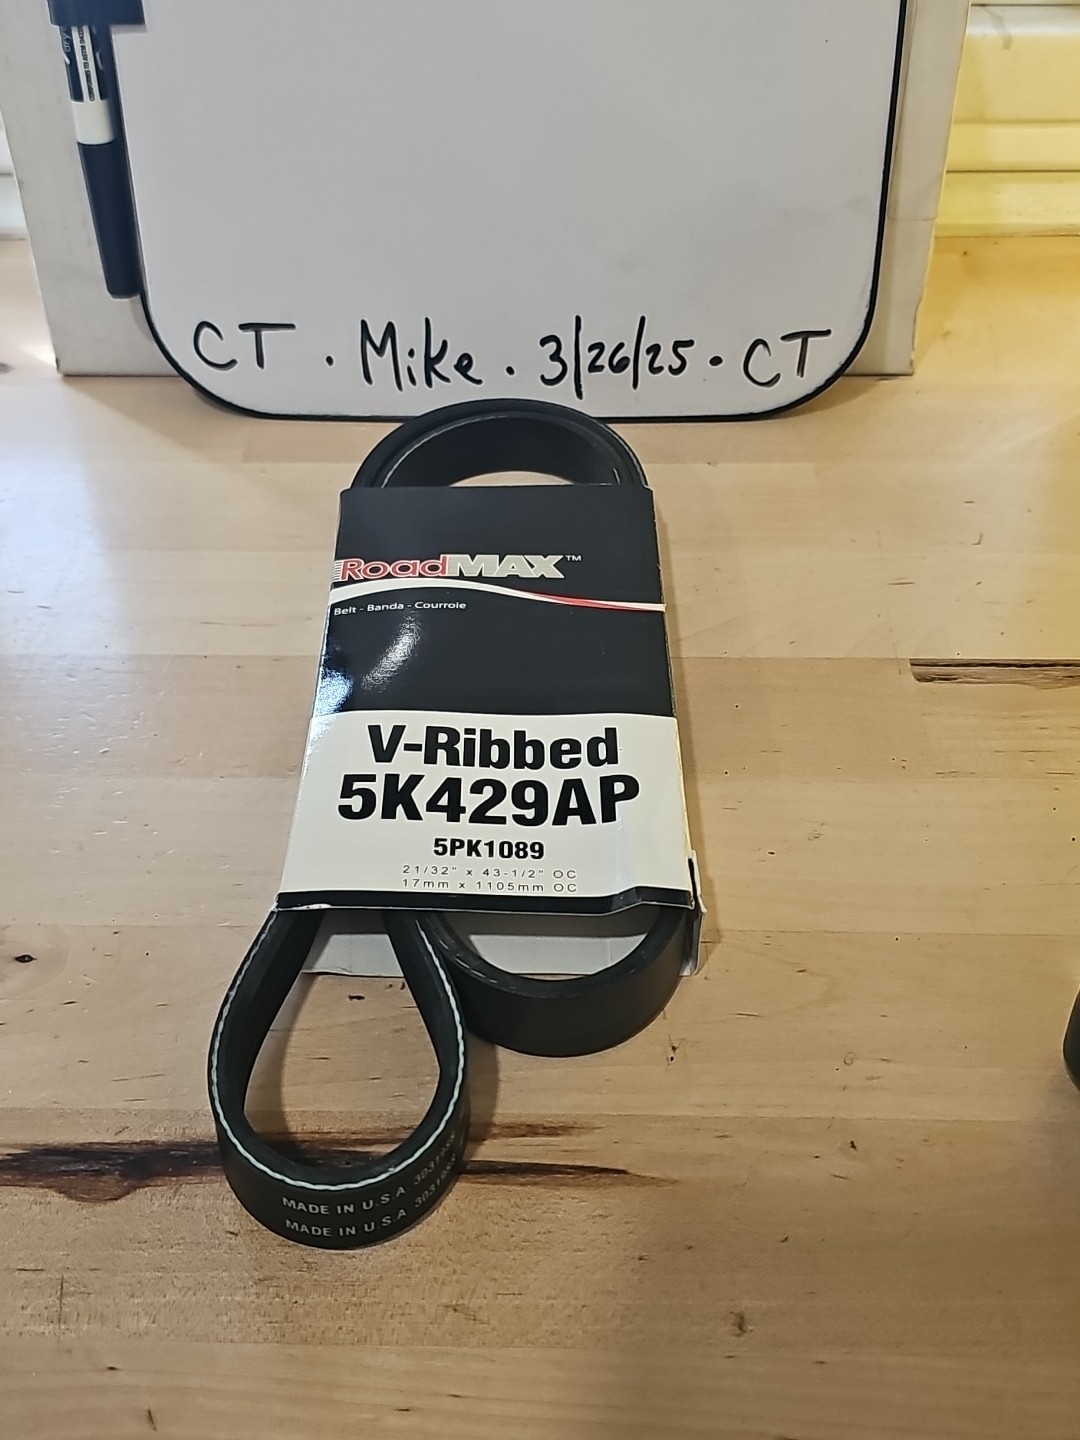 CT . Mike . 3/26/25 . CT
RoadMAX™
Belt - Banda - Courroie
V-Ribbed
5K429AP
5PK1089
21/32" x 43-1/2" OC
17mm x 1105mm OC
MADE IN U.S.A
MADE IN U.S.A